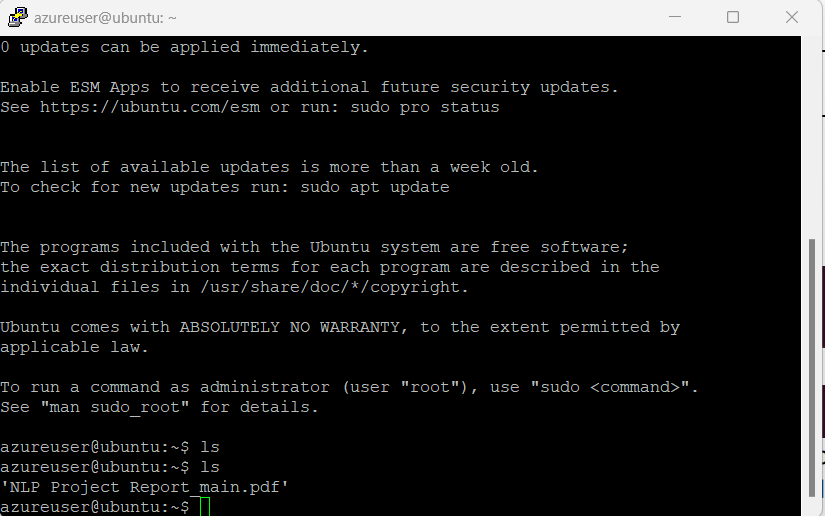 azureuser@ubuntu: ~
0 updates can be applied immediately.
Enable ESM Apps to receive additional future security updates.
See https://ubuntu.com/esm or run: sudo pro status
The list of available updates is more than a week old.
To check for new updates run: sudo apt update
The programs included with the Ubuntu system are free software;
the exact distribution terms for each program are described in the
individual files in /usr/share/doc/*/copyright.
Ubuntu comes with ABSOLUTELY NO WARRANTY, to the extent permitted by
applicable law.
To run a command as administrator (user "root"), use "sudo <command>".
See "man sudo_root" for details.
azureuser@ubuntu:~$ ls
azureuser@ubuntu:~$ ls
'NLP Project Report_main.pdf'
azureuser@ubuntu:~$